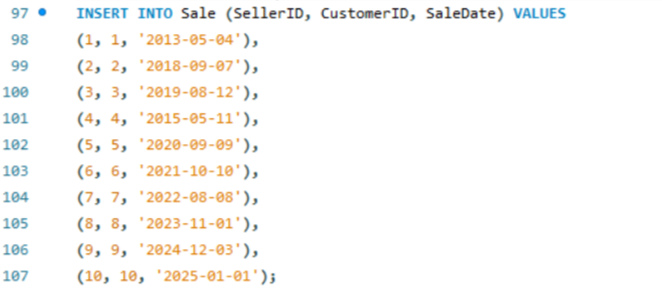 97 INSERT INTO Sale (SellerID, CustomerID, SaleDate) VALUES
98 (1, 1, '2013-05-04'),
99 (2, 2, '2018-09-07'),
100 (3, 3, '2019-08-12'),
101 (4, 4, '2015-05-11'),
102 (5, 5, '2020-09-09'),
103 (6, 6, '2021-10-10'),
104 (7, 7, '2022-08-08'),
105 (8, 8, '2023-11-01'),
106 (9, 9, '2024-12-03'),
107 (10, 10, '2025-01-01');